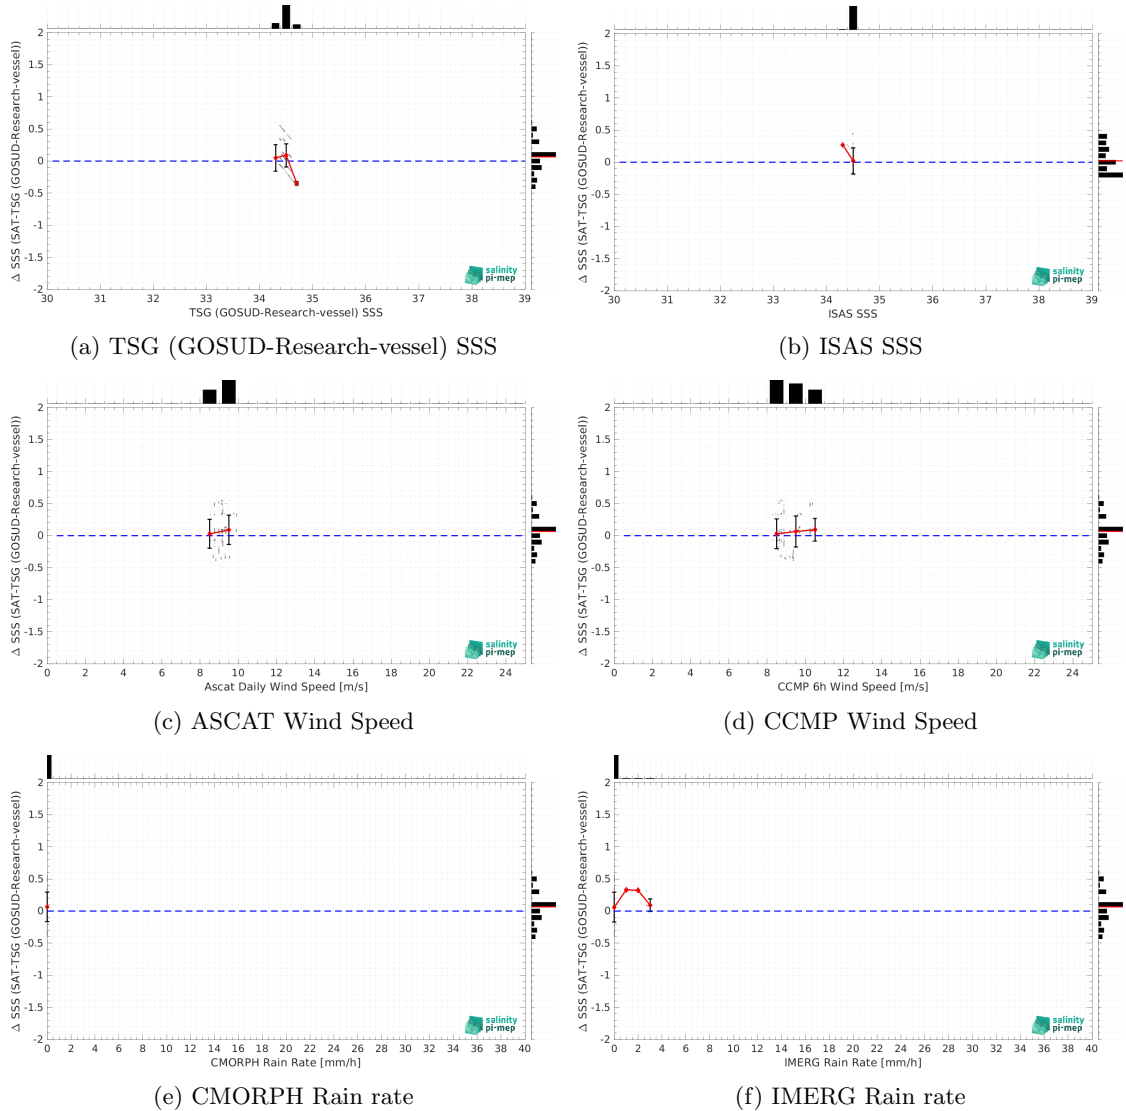 Δ SSS (SAT-TSG (GOSUD-Research-vessel))
2
1.5
1
0.5
0
-0.5
-1
-1.5
-2
30 31 32 33 34 35 36 37 38 39
TSG (GOSUD-Research-vessel) SSS
salinity
pi-mep
(a) TSG (GOSUD-Research-vessel) SSS
Δ SSS (SAT-TSG (GOSUD-Research-vessel))
2
1.5
1
0.5
0
-0.5
-1
-1.5
-2
30 31 32 33 34 35 36 37 38 39
ISAS SSS
salinity
pi-mep
(b) ISAS SSS
Δ SSS (SAT-TSG (GOSUD-Research-vessel))
2
1.5
1
0.5
0
-0.5
-1
-1.5
-2
0 2 4 6 8 10 12 14 16 18 20 22 24
Ascat Daily Wind Speed [m/s]
salinity
pi-mep
(c) ASCAT Wind Speed
Δ SSS (SAT-TSG (GOSUD-Research-vessel))
2
1.5
1
0.5
0
-0.5
-1
-1.5
-2
0 2 4 6 8 10 12 14 16 18 20 22 24
CCMP 6h Wind Speed [m/s]
salinity
pi-mep
(d) CCMP Wind Speed
Δ SSS (SAT-TSG (GOSUD-Research-vessel))
2
1.5
1
0.5
0
-0.5
-1
-1.5
-2
0 2 4 6 8 10 12 14 16 18 20 22 24 26 28 30 32 34 36 38 40
CMORPH Rain Rate [mm/h]
salinity
pi-mep
(e) CMORPH Rain rate
Δ SSS (SAT-TSG (GOSUD-Research-vessel))
2
1.5
1
0.5
0
-0.5
-1
-1.5
-2
0 2 4 6 8 10 12 14 16 18 20 22 24 26 28 30 32 34 36 38 40
IMERG Rain Rate [mm/h]
salinity
pi-mep
(f) IMERG Rain rate